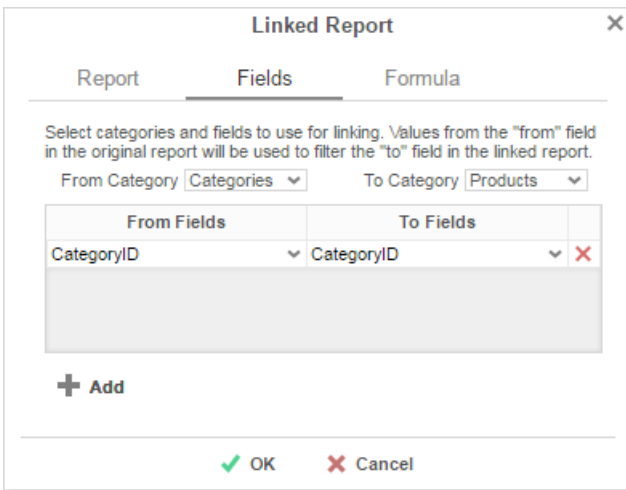 Linked Report
Report Fields Formula
Select categories and fields to use for linking. Values from the "from" field
in the original report will be used to filter the "to" field in the linked report.
From Category Categories To Category Products
From Fields To Fields
CategoryID CategoryID
Add
OK Cancel